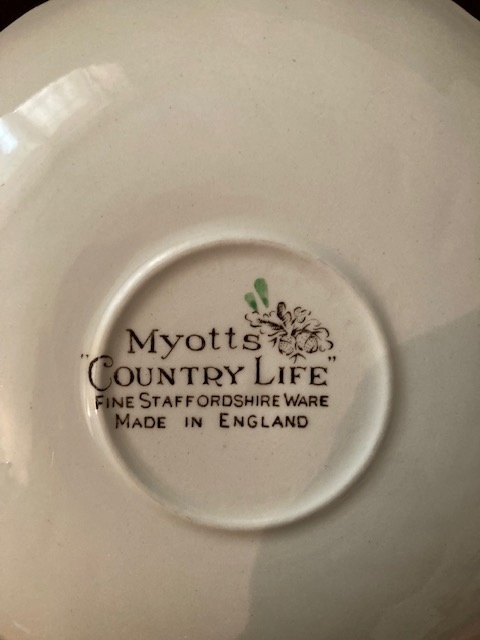 Myotts
"COUNTRY LIFE"
FINE STAFFORDSHIRE WARE
MADE IN ENGLAND